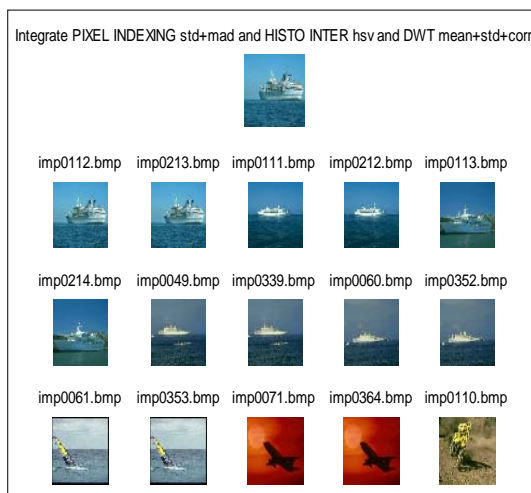 Integrate PIXEL INDEXING std+mad and HISTO INTER hsv and DWT mean+std+corr
imp0112.bmp imp0213.bmp imp0111.bmp imp0212.bmp imp0113.bmp
imp0214.bmp imp0049.bmp imp0339.bmp imp0060.bmp imp0352.bmp
imp0061.bmp imp0353.bmp imp0071.bmp imp0364.bmp imp0110.bmp